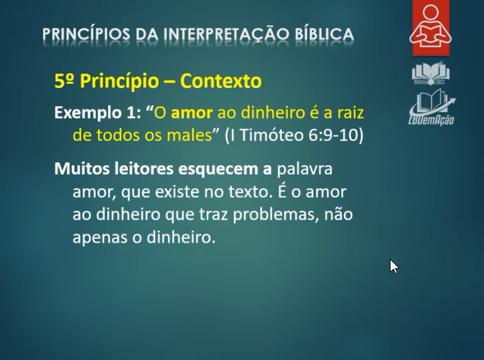 PRINCÍPIOS DA INTERPRETAÇÃO BÍBLICA
5º Princípio – Contexto
Exemplo 1: “O amor ao dinheiro é a raiz
de todos os males” (I Timóteo 6:9-10)
Muitos leitores esquecem a palavra
amor, que existe no texto. É o amor
ao dinheiro que traz problemas, não
apenas o dinheiro.
EBDemAção